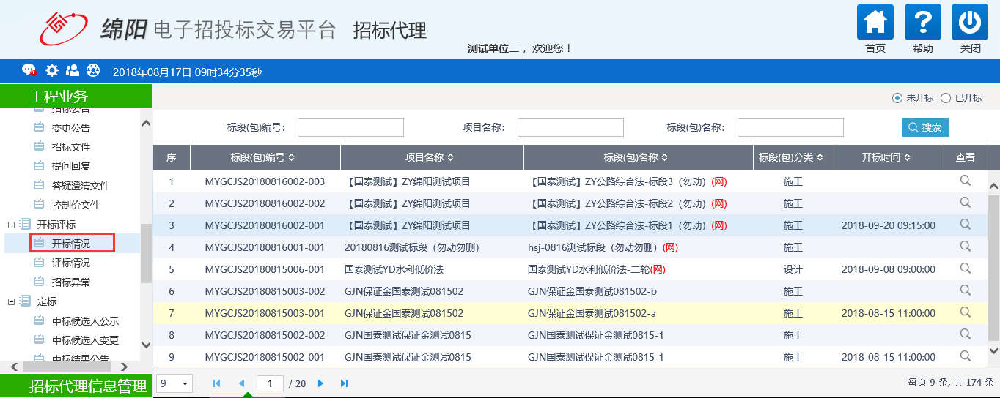 绵阳 电子招投标交易平台 招标代理
测试单位二 ，欢迎您！
首页 帮助 关闭
2018年08月17日 09时34分35秒
工程业务
招标公告
变更公告
招标文件
提问回复
答疑澄清文件
控制价文件
开标评标
开标情况
评标情况
招标异常
定标
中标候选人公示
中标候选人变更
中标结果公告
招标代理信息管理
未开标 已开标
标段(包)编号: 项目名称: 标段(包)名称: 搜索
序 标段(包)编号 项目名称 标段(包)名称 标段(包)分类 开标时间 查看
1 MYGCJS20180816002-003 【国泰测试】ZY绵阳测试项目 【国泰测试】ZY公路综合法-标段3（勿动）(网) 施工
2 MYGCJS20180816002-002 【国泰测试】ZY绵阳测试项目 【国泰测试】ZY公路综合法-标段2（勿动）(网) 施工
3 MYGCJS20180816002-001 【国泰测试】ZY绵阳测试项目 【国泰测试】ZY公路综合法-标段1（勿动）(网) 施工 2018-09-20 09:15:00
4 MYGCJS20180816001-001 20180816测试标段（勿动勿删） hsj-0816测试标段（勿动勿删）(网) 施工
5 MYGCJS20180815006-001 国泰测试YD水利低价法 国泰测试YD水利低价法-二轮(网) 设计 2018-09-08 09:00:00
6 MYGCJS20180815003-002 GJN保证金国泰测试081502 GJN保证金国泰测试081502-b 施工
7 MYGCJS20180815003-001 GJN保证金国泰测试081502 GJN保证金国泰测试081502-a 施工 2018-08-15 11:00:00
8 MYGCJS20180815002-002 GJN国泰测试保证金测试0815 GJN国泰测试保证金测试0815-1 施工
9 MYGCJS20180815002-001 GJN国泰测试保证金测试0815 GJN国泰测试保证金测试0815-1 施工 2018-08-15 11:00:00
9 1 / 20 每页 9 条, 共 174 条